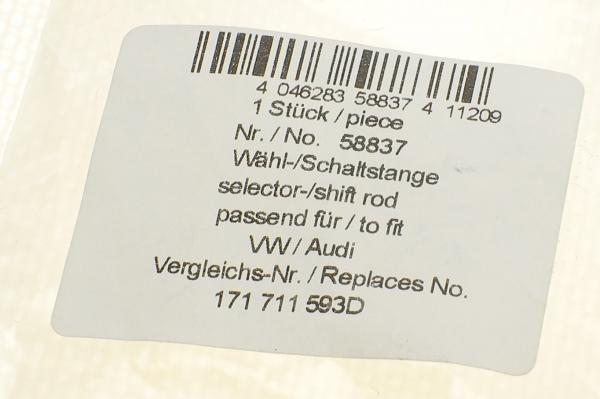 4 046283 58837 4 11209
1 Stück / piece
Nr. / No. 58837
Wähl-/Schaltstange
selector-/shift rod
passend für / to fit
VW / Audi
Vergleichs-Nr. / Replaces No.
171 711 593D